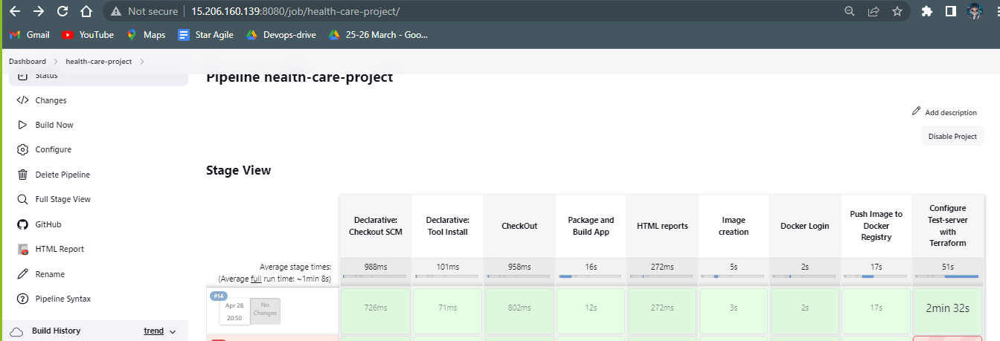 Not secure 15.206.160.139:8080/job/health-care-project/
Gmail YouTube Maps Star Agile Devops-drive 25-26 March - Goo...
Dashboard health-care-project
Status
Pipeline health-care-project
Changes
Add description
Build Now
Disable Project
Configure
Stage View
Delete Pipeline
Full Stage View
GitHub
HTML Report
Rename
Pipeline Syntax
Declarative: Checkout SCM
Declarative: Tool Install
CheckOut
Package and Build App
HTML reports
Image creation
Docker Login
Push Image to Docker Registry
Configure Test-server with Terraform
Average stage times:
(Average full run time: ~1min 8s)
988ms 101ms 958ms 16s 272ms 5s 2s 17s 51s
#14
Apr 28
20:50
No Changes
726ms 71ms 802ms 12s 272ms 3s 2s 17s 2min 32s
Build History trend